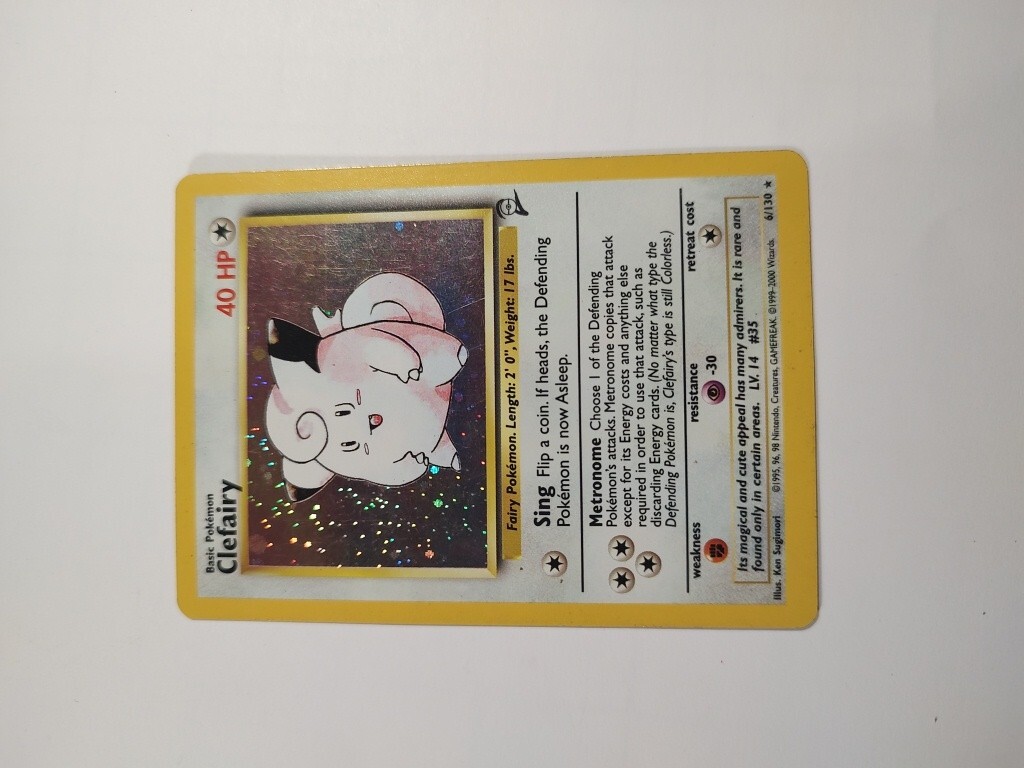 Basic Pokémon
Clefairy 40 HP
Fairy Pokémon. Length: 2' 0", Weight: 17 lbs.
Sing Flip a coin. If heads, the Defending
Pokémon is now Asleep.
Metronome Choose 1 of the Defending
Pokémon's attacks. Metronome copies that attack
except for its Energy costs and anything else
required in order to use that attack, such as
discarding Energy cards. (No matter what type the
Defending Pokémon is, Clefairy's type is still Colorless.)
weakness resistance retreat cost
-30
Its magical and cute appeal has many admirers. It is rare and
found only in certain areas. LV. 14 #35
Illus. Ken Sugimori ©1995, 96, 98 Nintendo, Creatures, GAMEFREAK. ©1999-2000 Wizards. 6/130 ★